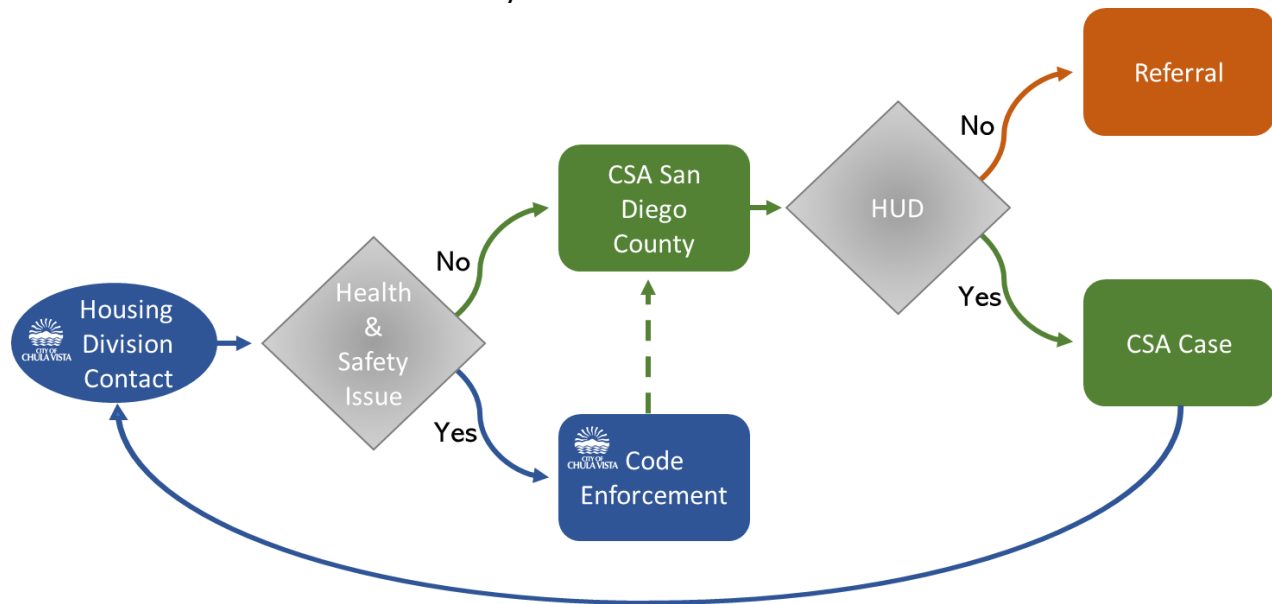 Housing
Division
Contact
CITY OF
CHULA VISTA
Health
&
Safety
Issue
No
Yes
CSA San
Diego
County
CITY OF
CHULA VISTA
Code
Enforcement
HUD
No
Yes
Referral
CSA Case